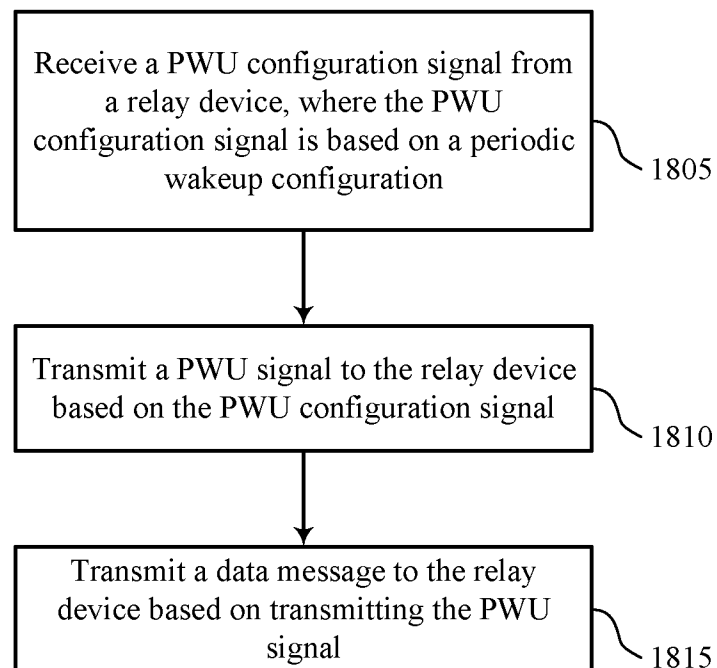 Receive a PWU configuration signal from
a relay device, where the PWU
configuration signal is based on a periodic
wakeup configuration
1805
Transmit a PWU signal to the relay device
based on the PWU configuration signal
1810
Transmit a data message to the relay
device based on transmitting the PWU
signal
1815